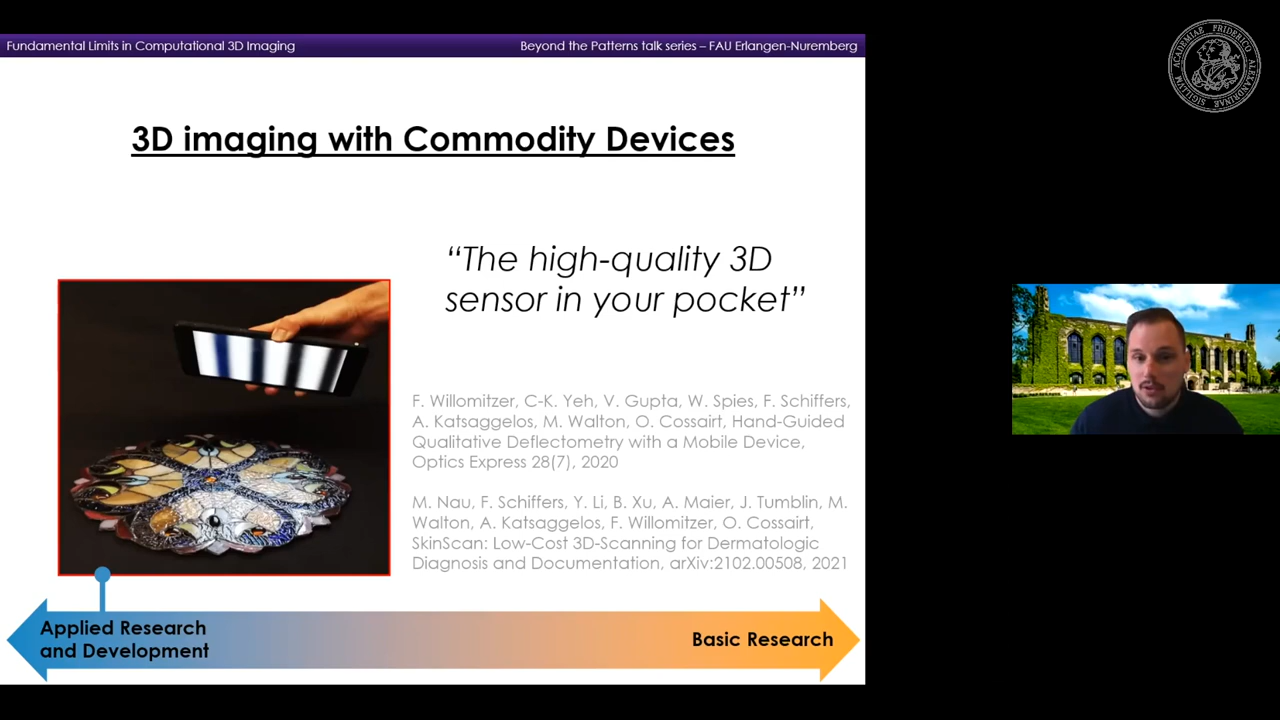 Fundamental Limits in Computational 3D Imaging
Beyond the Patterns talk series – FAU Erlangen-Nuremberg
3D imaging with Commodity Devices
“The high-quality 3D
sensor in your pocket”
F. Willomitzer, C-K. Yeh, V. Gupta, W. Spies, F. Schiffers,
A. Katsaggelos, M. Walton, O. Cossairt, Hand-Guided
Qualitative Deflectometry with a Mobile Device,
Optics Express 28(7), 2020
M. Nau, F. Schiffers, Y. Li, B. Xu, A. Maier, J. Tumblin, M.
Walton, A. Katsaggelos, F. Willomitzer, O. Cossairt,
SkinScan: Low-Cost 3D-Scanning for Dermatologic
Diagnosis and Documentation, arXiv:2102.00508, 2021
Applied Research
and Development
Basic Research
ACADEMIAE FRIDERICO
ALEXANDRINAE SIGILLVM